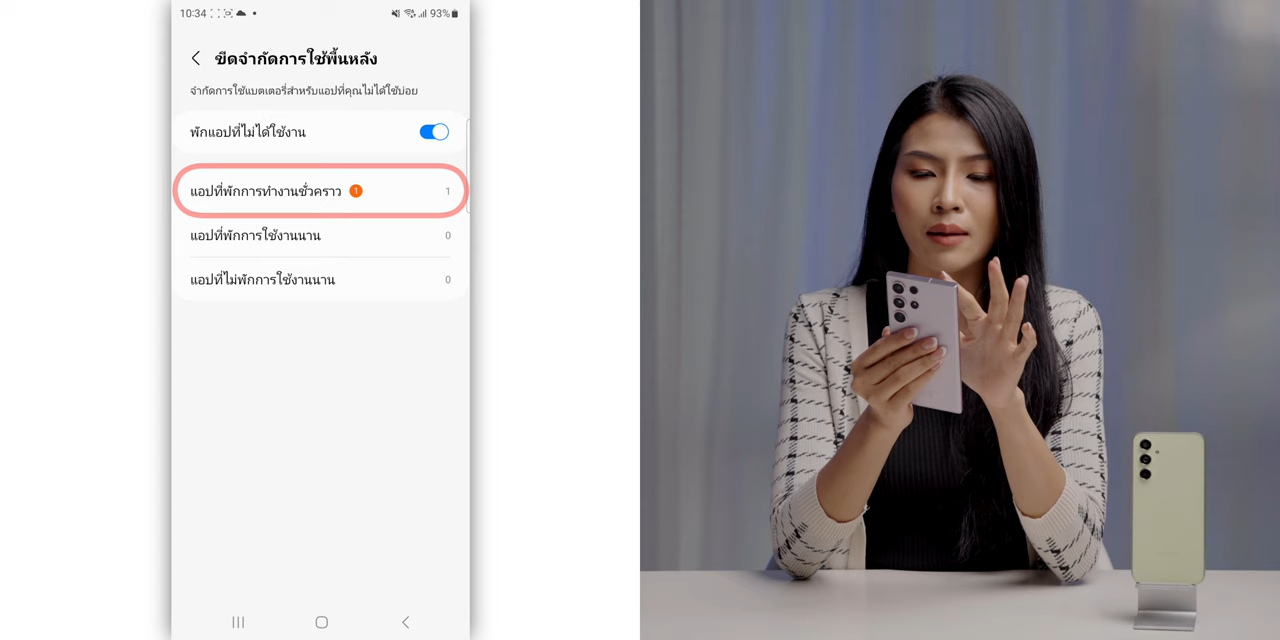 10:34
93%
ขีดจำกัดการใช้พื้นหลัง
จำกัดการใช้แบตเตอรี่สำหรับแอปที่คุณไม่ได้ใช้บ่อย
พักแอปที่ไม่ได้ใช้งาน
แอปที่พักการทำงานชั่วคราว 1 1
แอปที่พักการใช้งานนาน 0
แอปที่ไม่พักการใช้งานนาน 0